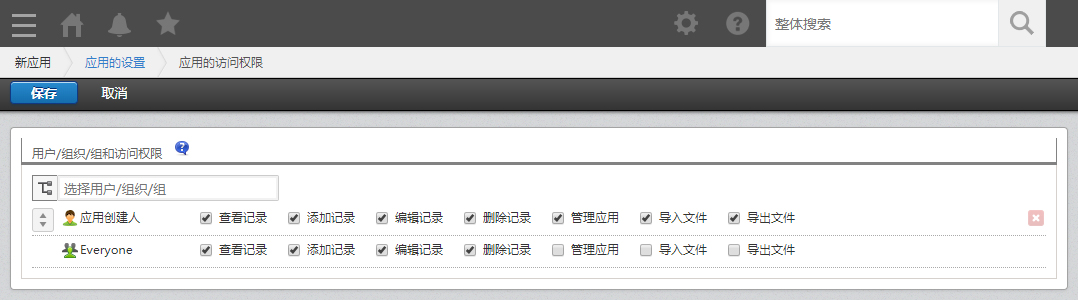 整体搜索
新应用 应用的设置 应用的访问权限
保存 取消
用户/组织/组和访问权限
选择用户/组织/组
应用创建人 查看记录 添加记录 编辑记录 删除记录 管理应用 导入文件 导出文件
Everyone 查看记录 添加记录 编辑记录 删除记录 管理应用 导入文件 导出文件